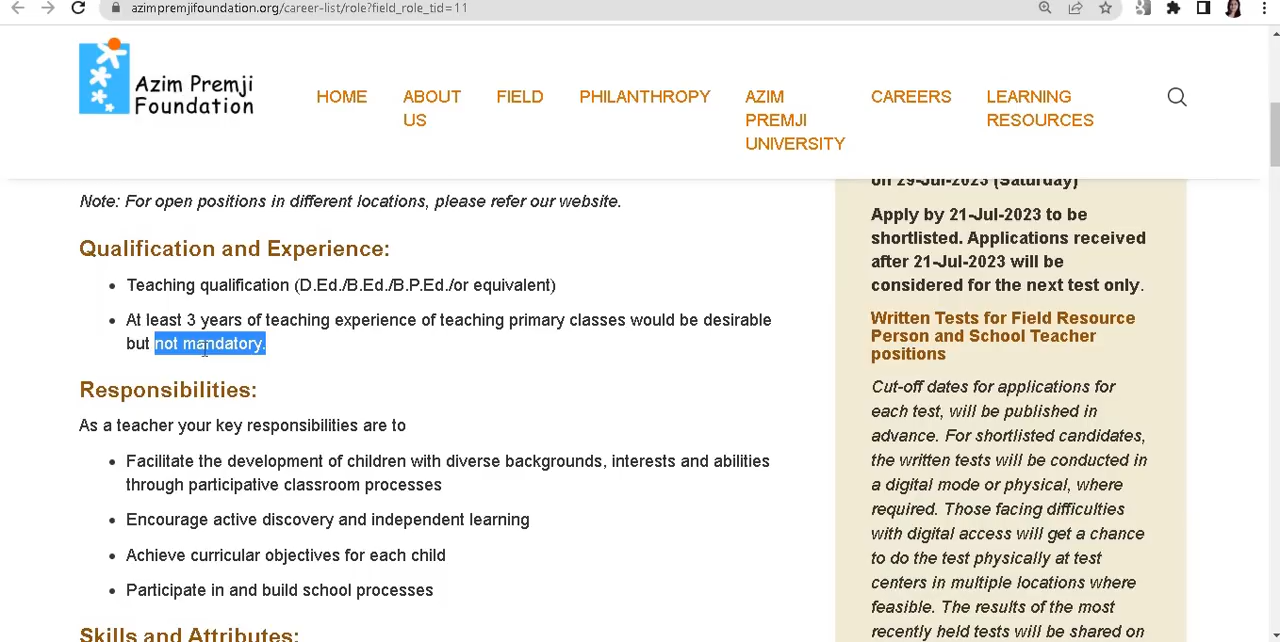 azimpremjifoundation.org/career-list/role?field_role_tid=11
Azim Premji
Foundation
HOME
ABOUT
US
FIELD
PHILANTHROPY
AZIM
PREMJI
UNIVERSITY
CAREERS
LEARNING
RESOURCES
Note: For open positions in different locations, please refer our website.
Qualification and Experience:
• Teaching qualification (D.Ed./B.Ed./B.P.Ed./or equivalent)
• At least 3 years of teaching experience of teaching primary classes would be desirable
but not mandatory.
Responsibilities:
As a teacher your key responsibilities are to
• Facilitate the development of children with diverse backgrounds, interests and abilities
through participative classroom processes
• Encourage active discovery and independent learning
• Achieve curricular objectives for each child
• Participate in and build school processes
Skills and Attributes:
on 29-Jul-2023 (Saturday)
Apply by 21-Jul-2023 to be
shortlisted. Applications received
after 21-Jul-2023 will be
considered for the next test only.
Written Tests for Field Resource
Person and School Teacher
positions
Cut-off dates for applications for
each test, will be published in
advance. For shortlisted candidates,
the written tests will be conducted in
a digital mode or physical, where
required. Those facing difficulties
with digital access will get a chance
to do the test physically at test
centers in multiple locations where
feasible. The results of the most
recently held tests will be shared on